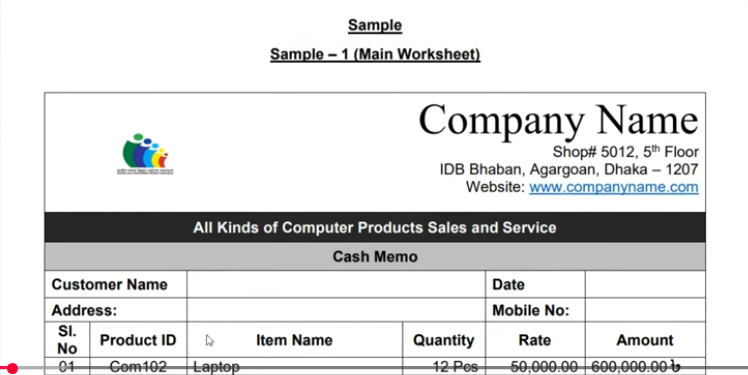 Sample
Sample – 1 (Main Worksheet)
Company Name
Shop# 5012, 5th Floor
IDB Bhaban, Agargoan, Dhaka – 1207
Website: www.companyname.com
All Kinds of Computer Products Sales and Service
Cash Memo
Customer Name Date
Address: Mobile No:
Sl. No Product ID Item Name Quantity Rate Amount
01 Com102 Laptop 12 Pcs 50,000.00 600,000.00 ৳